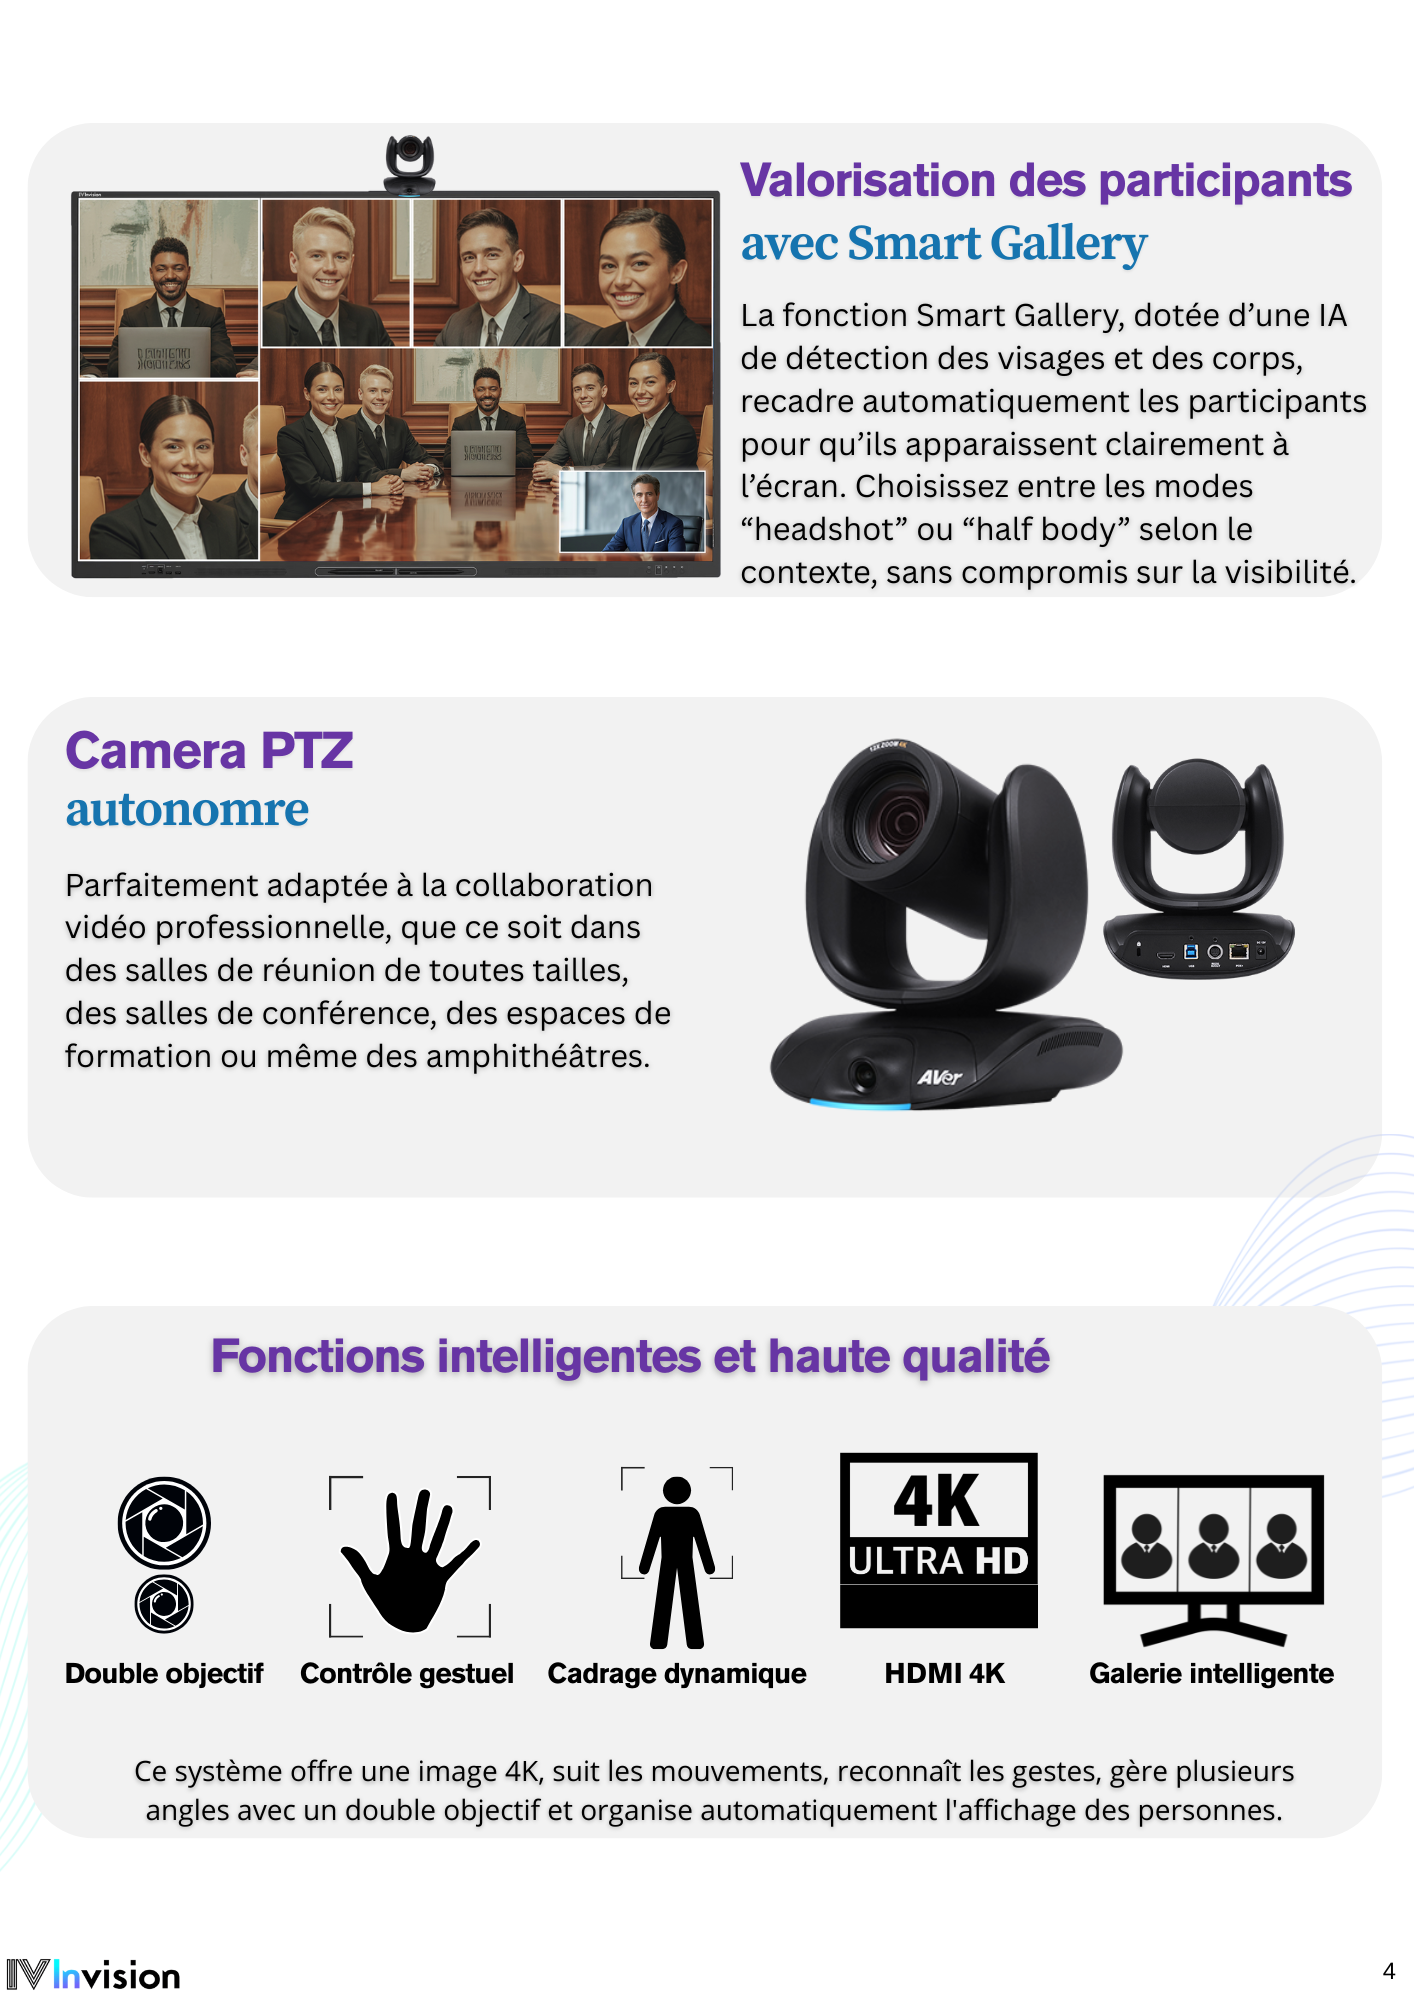 IVInvision
Valorisation des participants
avec Smart Gallery
La fonction Smart Gallery, dotée d’une IA
de détection des visages et des corps,
recadre automatiquement les participants
pour qu’ils apparaissent clairement à
l’écran. Choisissez entre les modes
“headshot” ou “half body” selon le
contexte, sans compromis sur la visibilité.
Camera PTZ
autonomre
Parfaitement adaptée à la collaboration
vidéo professionnelle, que ce soit dans
des salles de réunion de toutes tailles,
des salles de conférence, des espaces de
formation ou même des amphithéâtres.
12X ZOOM 4K
AVer
Fonctions intelligentes et haute qualité
4K
ULTRA HD
Double objectif
Contrôle gestuel
Cadrage dynamique
HDMI 4K
Galerie intelligente
Ce système offre une image 4K, suit les mouvements, reconnaît les gestes, gère plusieurs
angles avec un double objectif et organise automatiquement l'affichage des personnes.
IVInvision
4